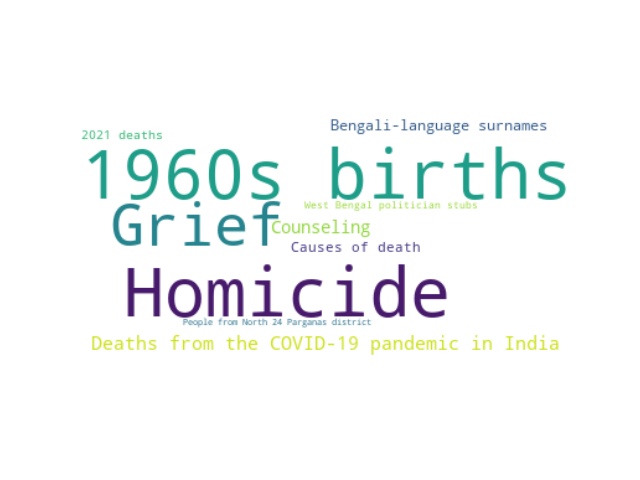 Bengali-language surnames
2021 deaths
1960s births
West Bengal politician stubs
Grief
Counseling
Causes of death
Homicide
People from North 24 Parganas district
Deaths from the COVID-19 pandemic in India